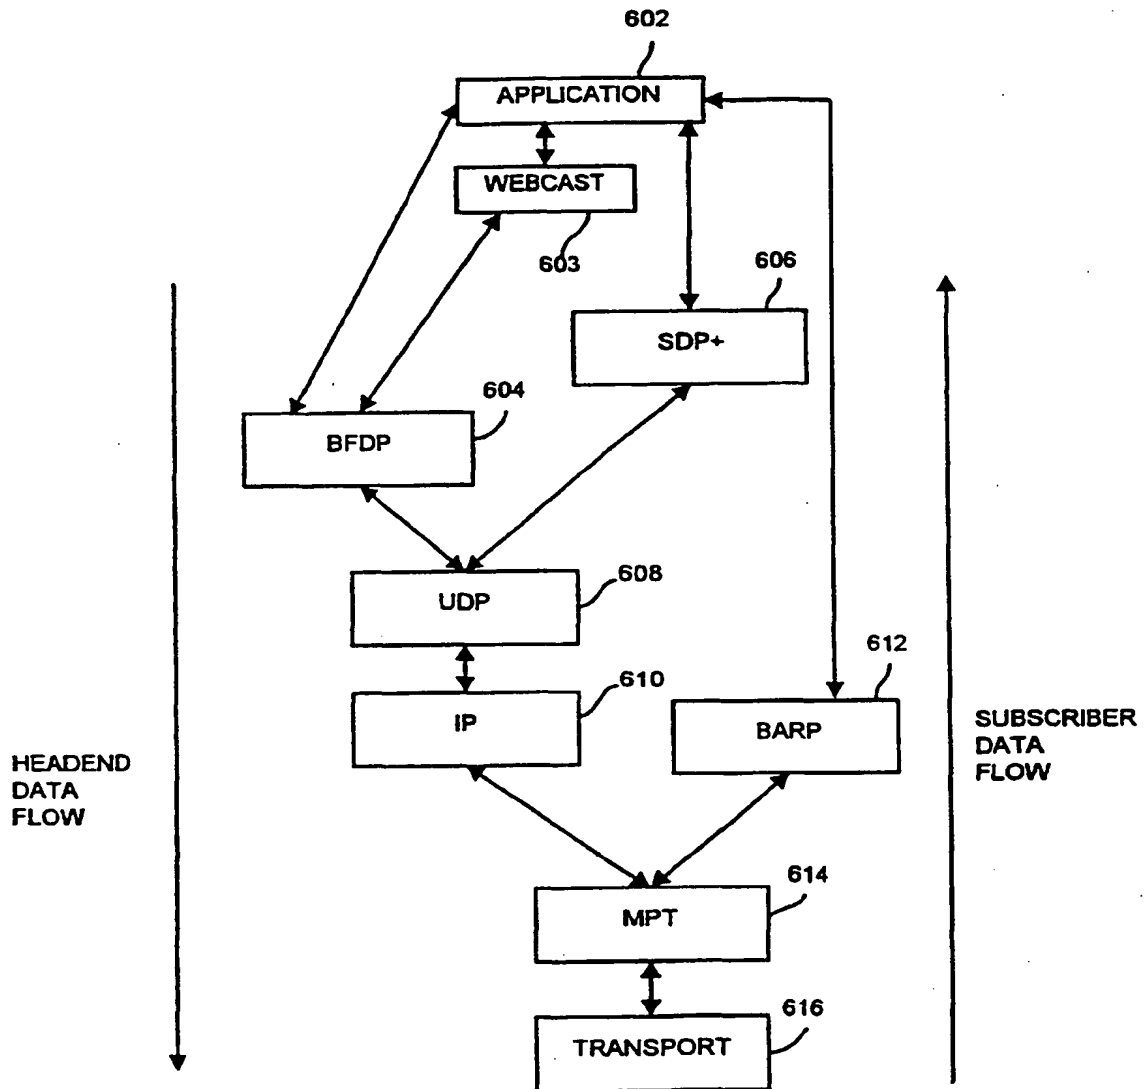 602
APPLICATION
WEBCAST
603
606
SDP+
604
BFDP
608
UDP
612
610
IP
BARP
HEADEND
DATA
FLOW
SUBSCRIBER
DATA
FLOW
614
MPT
616
TRANSPORT